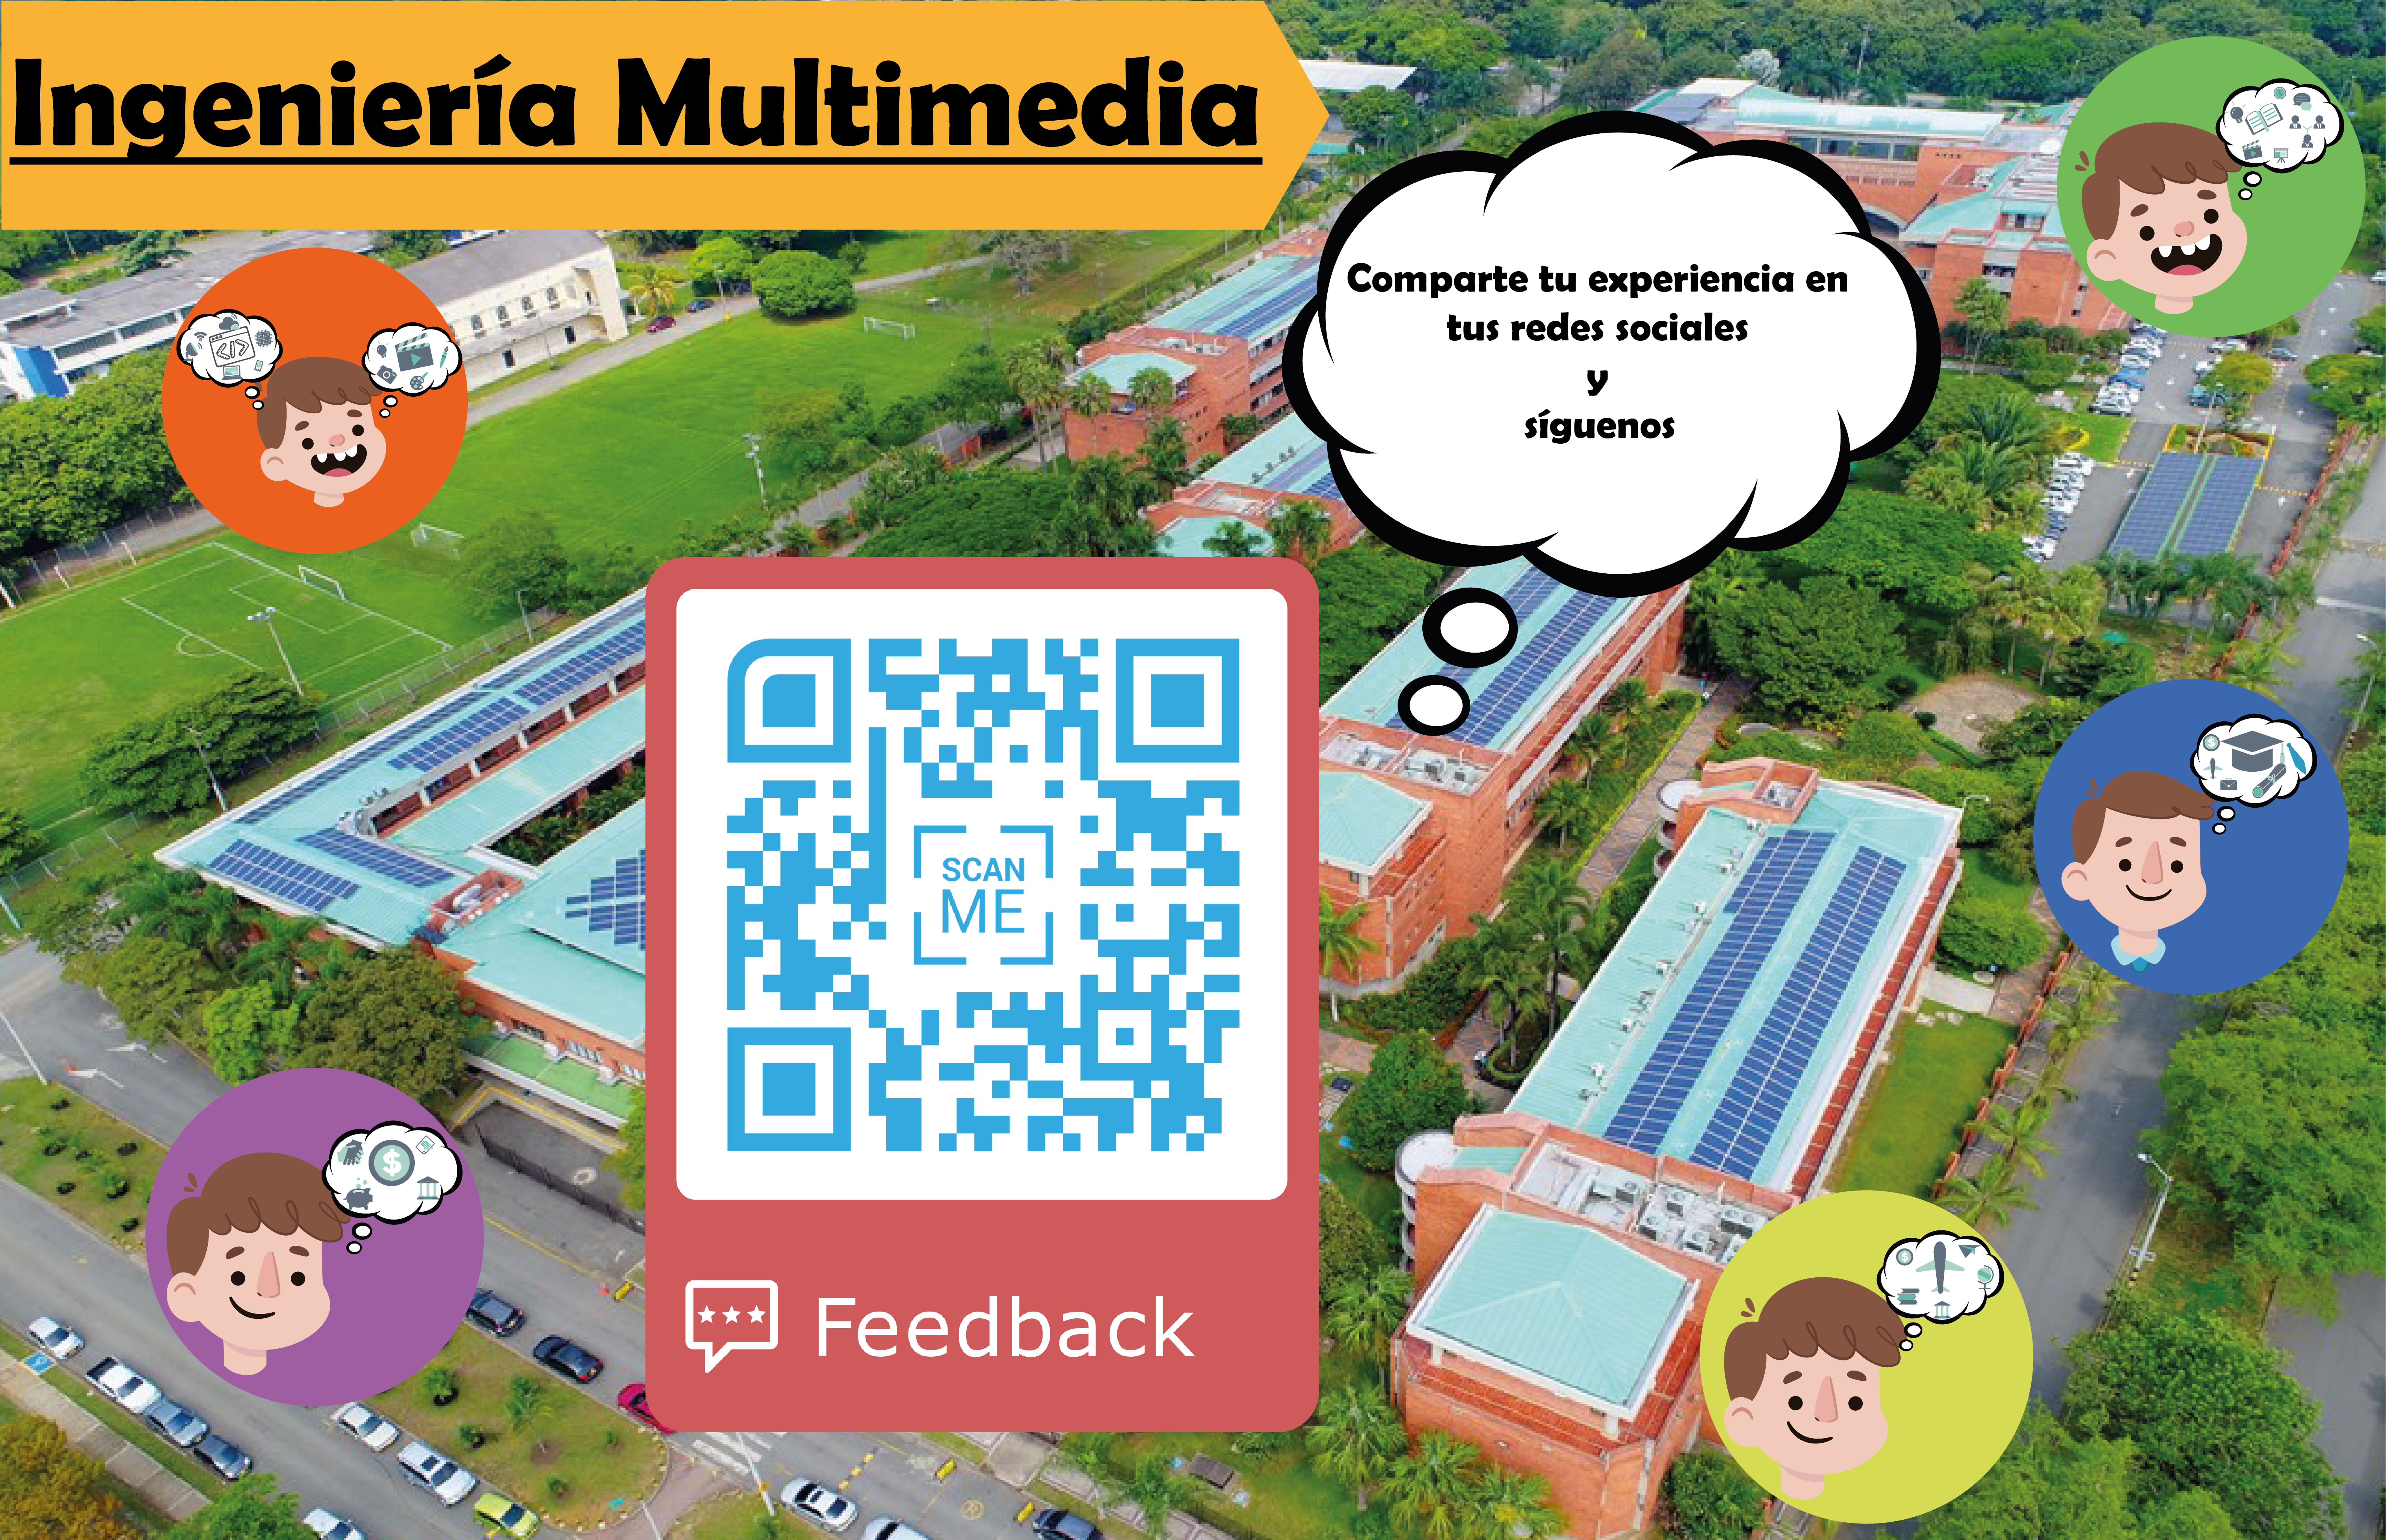 Ingeniería Multimedia
Comparte tu experiencia en
tus redes sociales
y
síguenos
SCAN
ME
Feedback